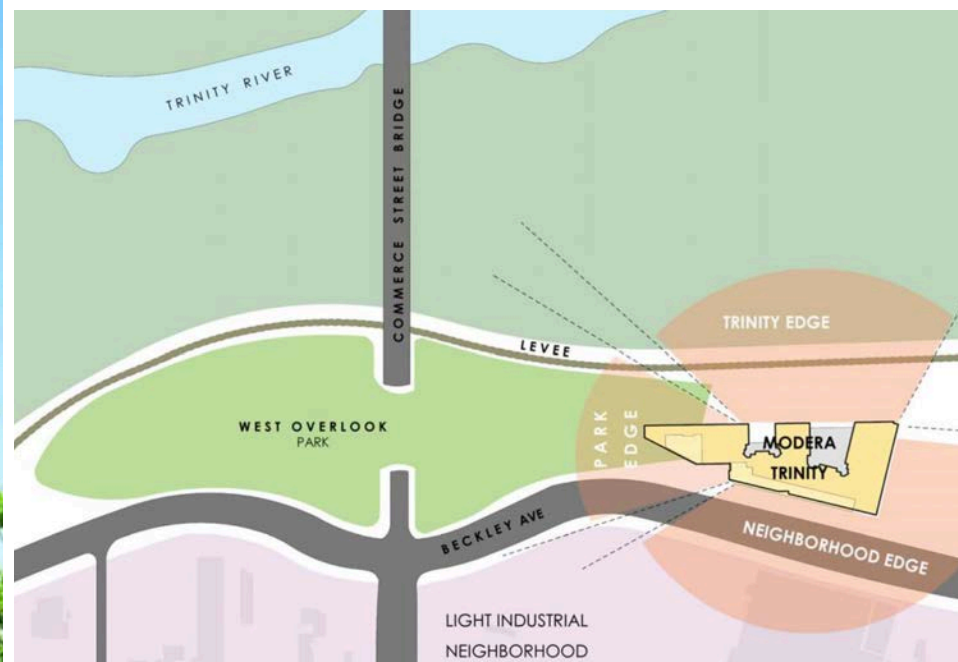 TRINITY RIVER
COMMERCE STREET BRIDGE
TRINITY EDGE
LEVEE
WEST OVERLOOK
PARK
PARK
EDGE
MODERA
TRINITY
BECKLEY AVE
NEIGHBORHOOD EDGE
LIGHT INDUSTRIAL
NEIGHBORHOOD